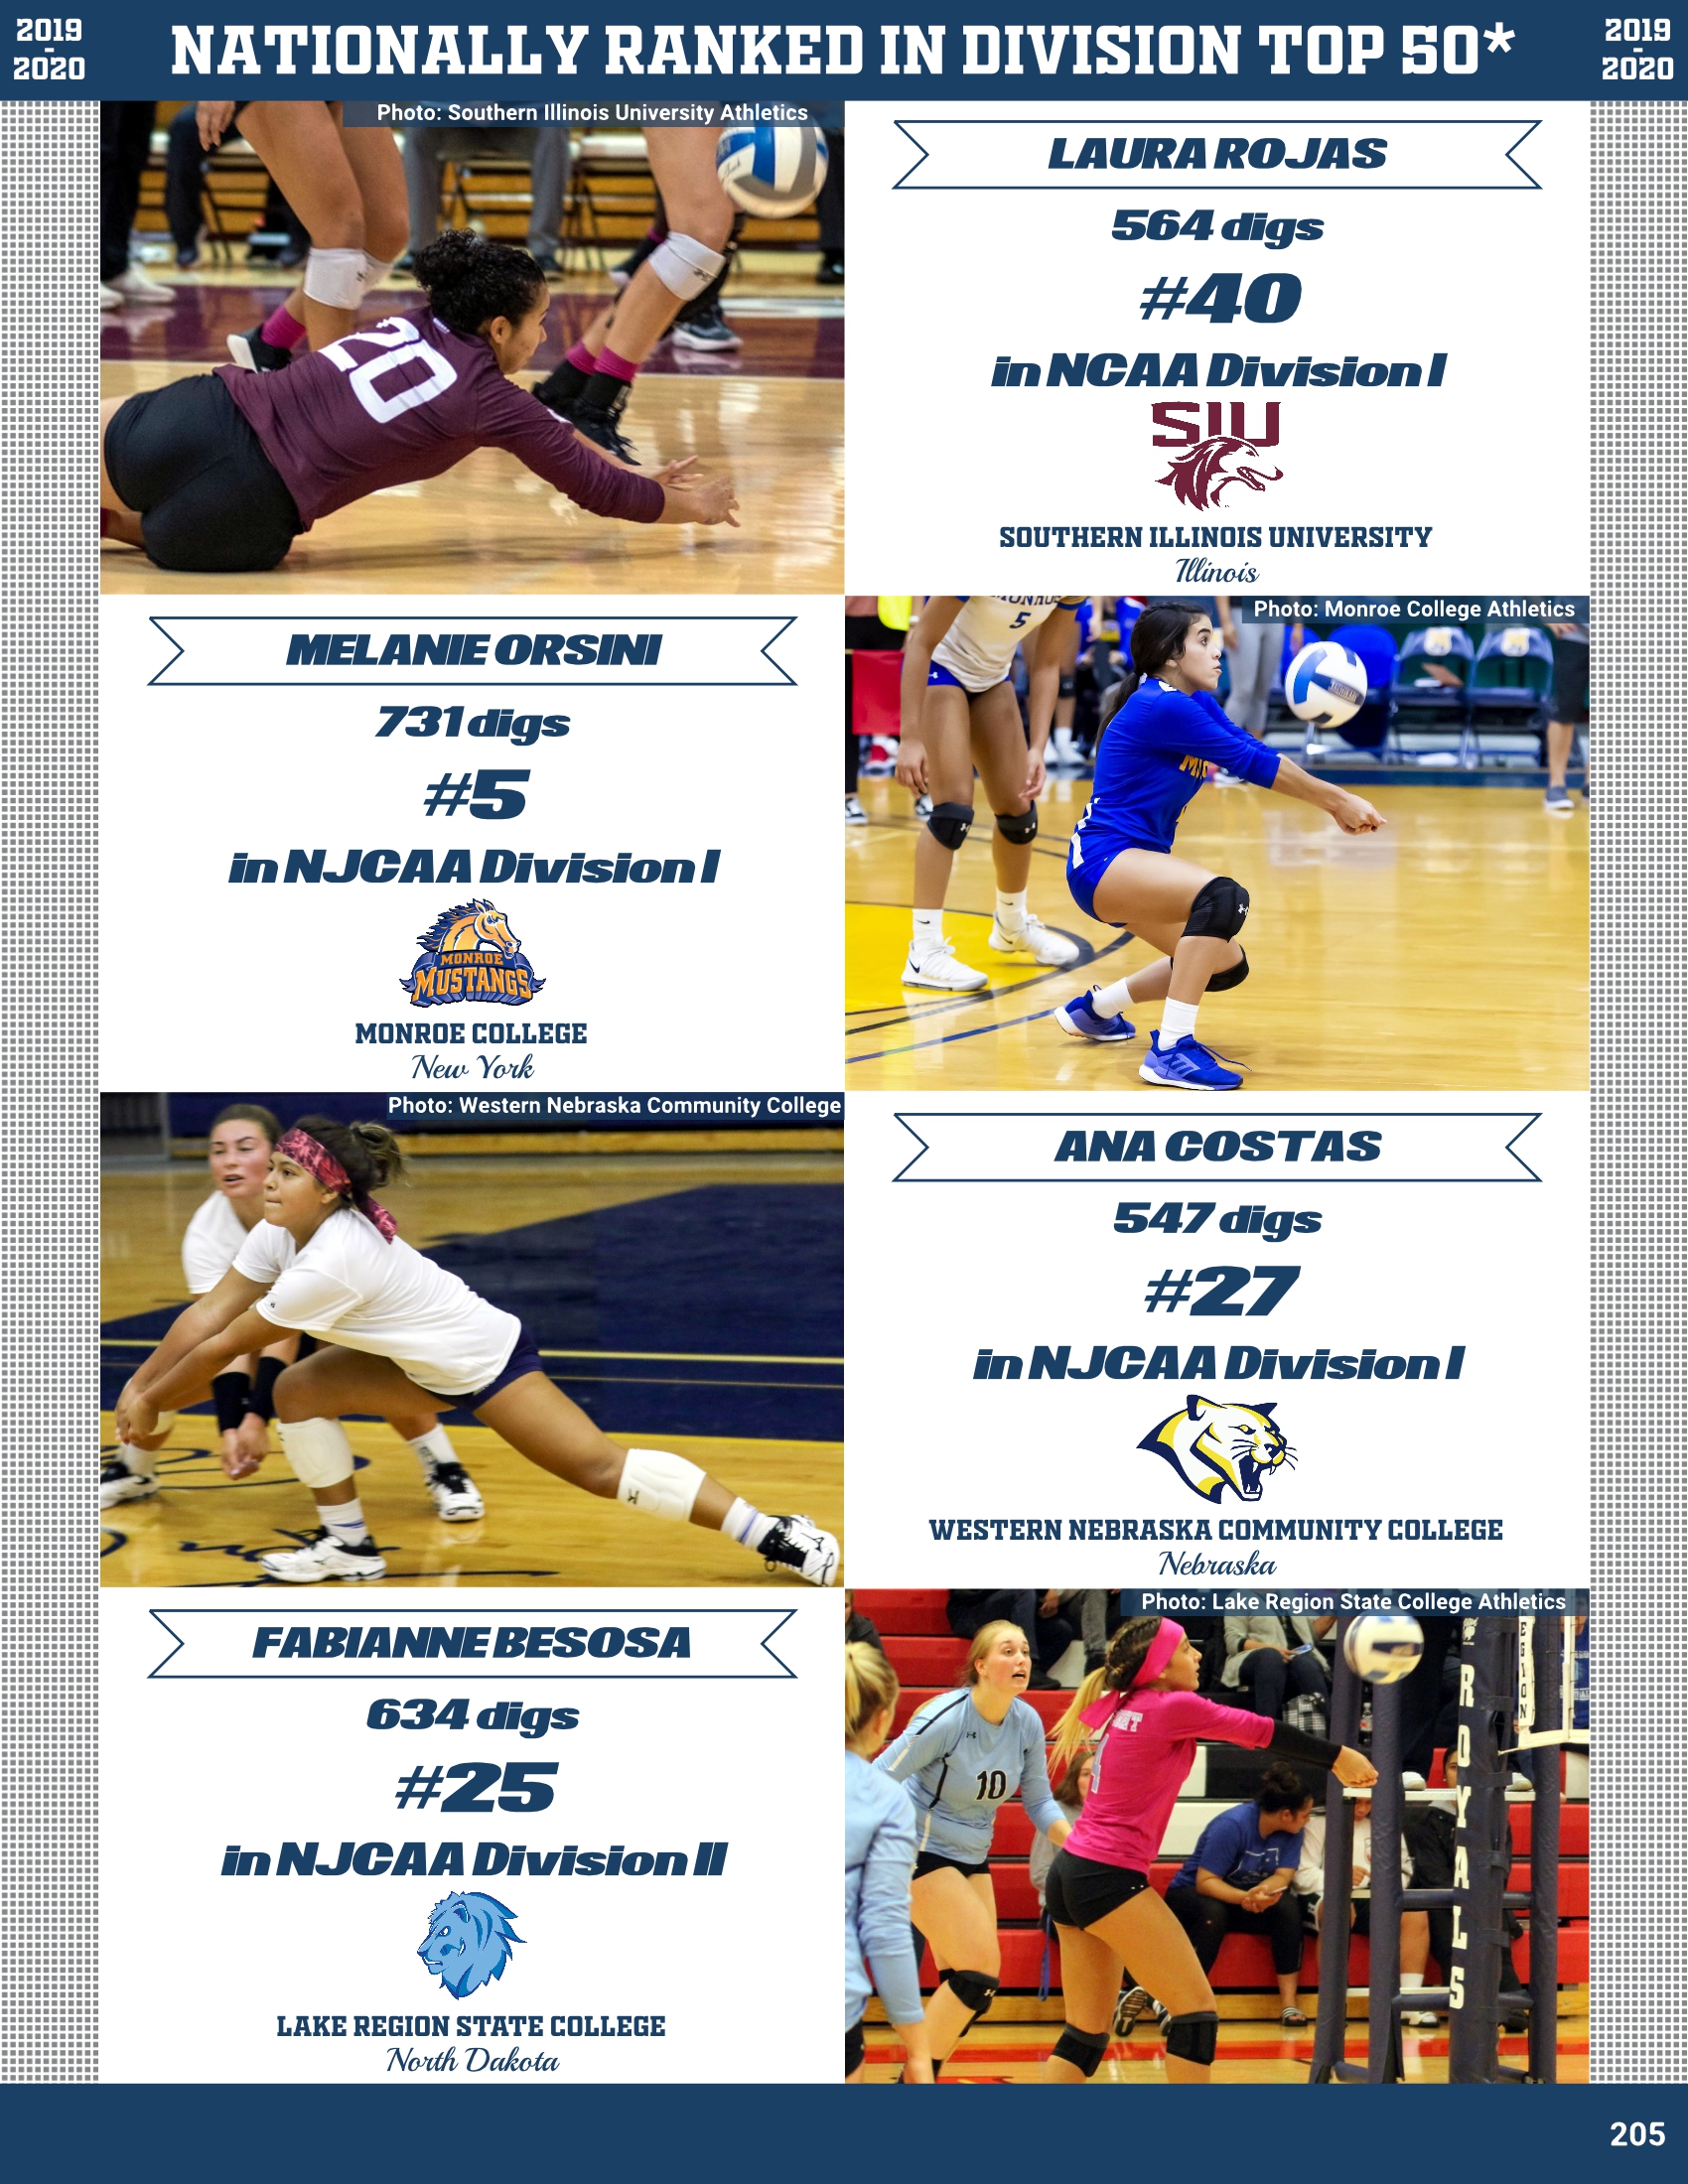 2019
-
2020
NATIONALLY RANKED IN DIVISION TOP 50*
2019
-
2020
Photo: Southern Illinois University Athletics
20
LAURA ROJAS
564 digs
#40
in NCAA Division I
SIU
SOUTHERN ILLINOIS UNIVERSITY
Illinois
MELANIE ORSINI
731 digs
#5
in NJCAA Division I
MONROE
MUSTANGS
MONROE COLLEGE
New York
Photo: Monroe College Athletics
5
Photo: Western Nebraska Community College
ANA COSTAS
547 digs
#27
in NJCAA Division I
WESTERN NEBRASKA COMMUNITY COLLEGE
Nebraska
FABIANNE BESOSA
634 digs
#25
in NJCAA Division II
LAKE REGION STATE COLLEGE
North Dakota
Photo: Lake Region State College Athletics
10
ROYALS
205